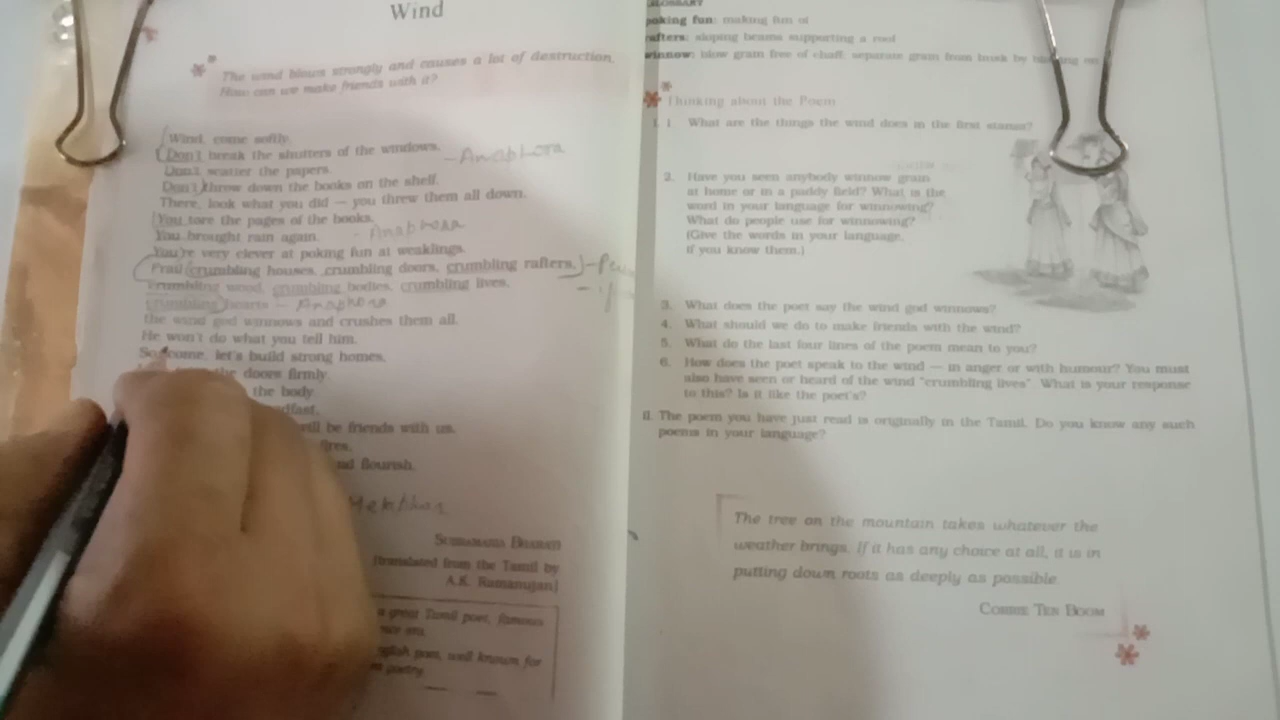 Wind
The wind blows strongly and causes a lot of destruction.
How can we make friends with it?
Wind, come softly.
Don't break the shutters of the windows.
- Anaphora
Don't scatter the papers.
Don't throw down the books on the shelf.
There, look what you did — you threw them all down.
You tore the pages of the books.
You brought rain again.
- Anaphora
You're very clever at poking fun at weaklings.
Frail crumbling houses, crumbling doors, crumbling rafters,
crumbling wood, crumbling bodies, crumbling lives,
crumbling hearts — Anaphora
the wind god winnows and crushes them all.
He won't do what you tell him.
So, come, let's build strong homes,
the doors firmly.
the body
will be friends with us.
fires.
and flourish.
SUBRAMANIA BHARATI
[translated from the Tamil by
A.K. Ramanujan]
a great Tamil poet, famous
era.
poet, well known for
poetry
GLOSSARY
poking fun: making fun of
rafters: sloping beams supporting a roof
winnow: blow grain free of chaff; separate grain from husk by blowing on
Thinking about the Poem
I. 1. What are the things the wind does in the first stanza?
2. Have you seen anybody winnow grain
at home or in a paddy field? What is the
word in your language for winnowing?
What do people use for winnowing?
(Give the words in your language,
if you know them.)
3. What does the poet say the wind god winnows?
4. What should we do to make friends with the wind?
5. What do the last four lines of the poem mean to you?
6. How does the poet speak to the wind — in anger or with humour? You must
also have seen or heard of the wind "crumbling lives". What is your response
to this? Is it like the poet's?
II. The poem you have just read is originally in the Tamil. Do you know any such
poems in your language?
The tree on the mountain takes whatever the
weather brings. If it has any choice at all, it is in
putting down roots as deeply as possible
CORRIE TEN BOOM